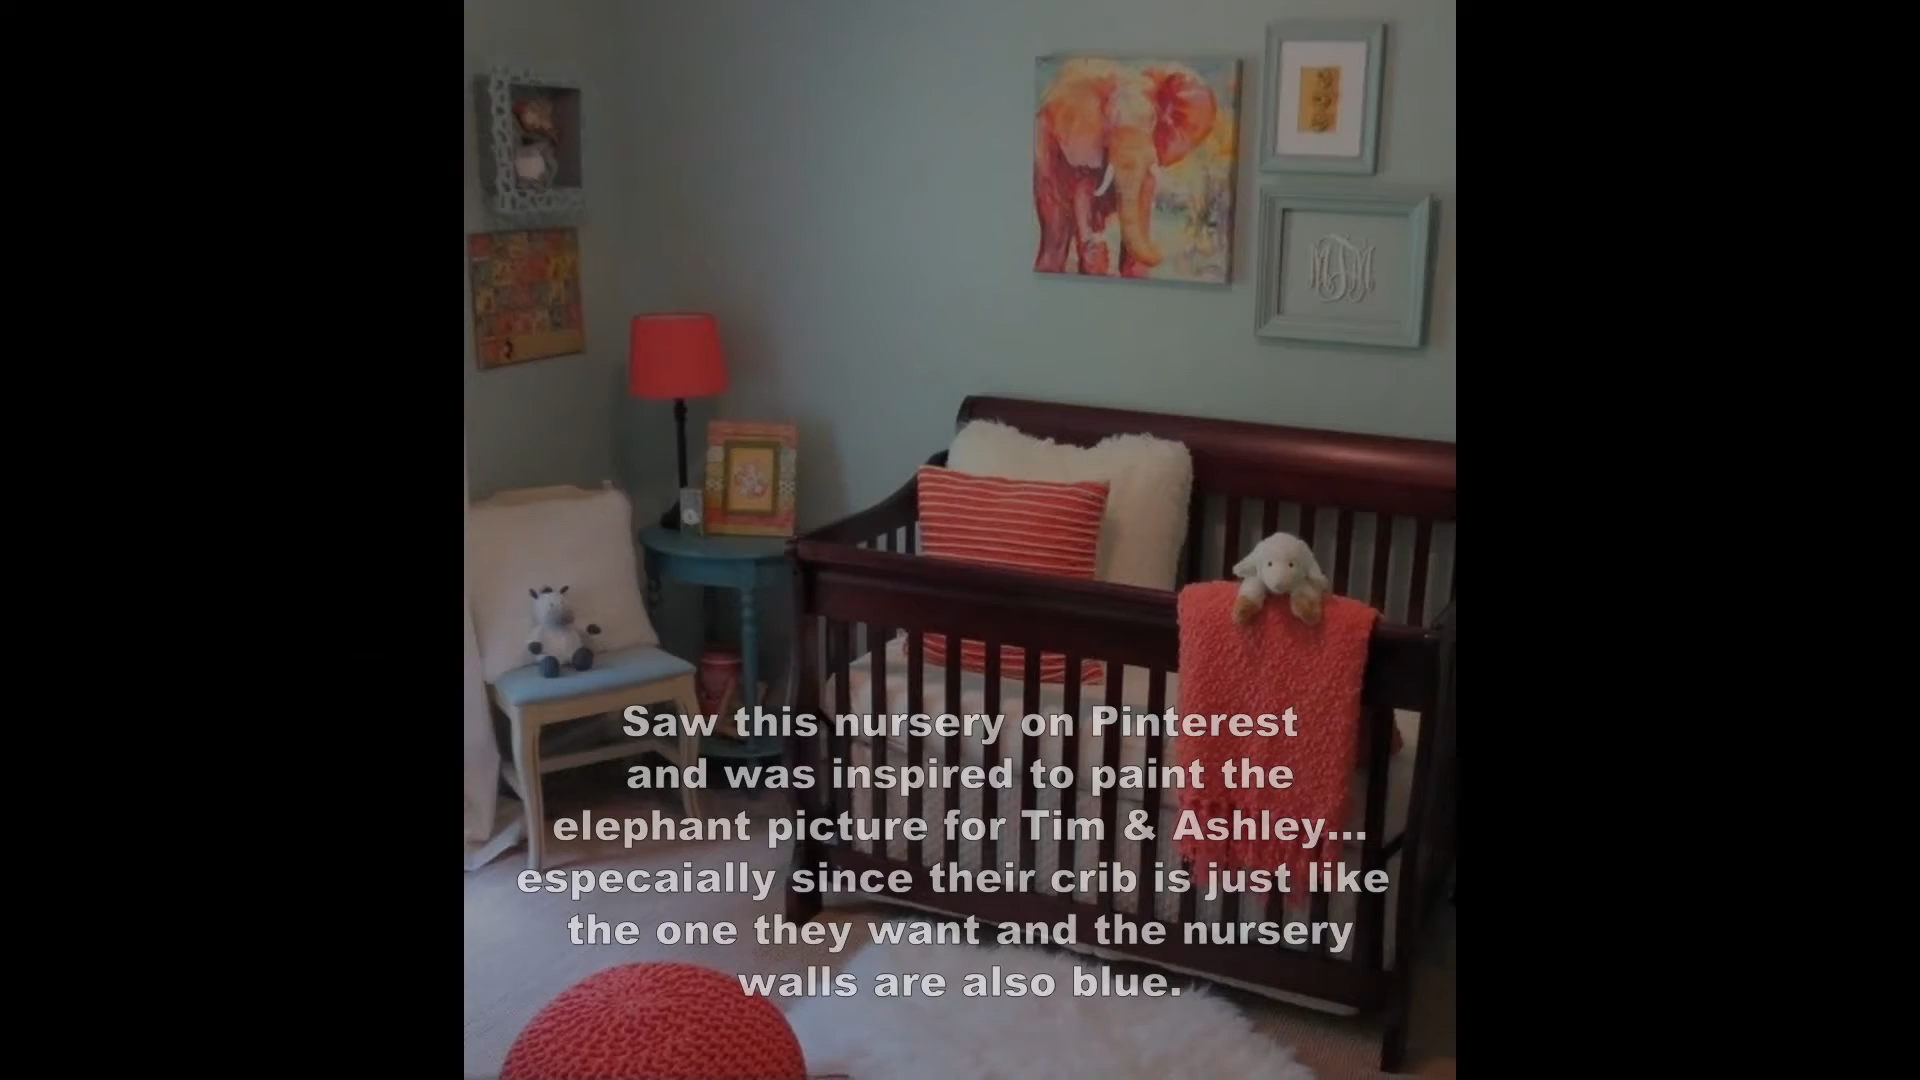 MJM
Saw this nursery on Pinterest
and was inspired to paint the
elephant picture for Tim & Ashley...
especaially since their crib is just like
the one they want and the nursery
walls are also blue.